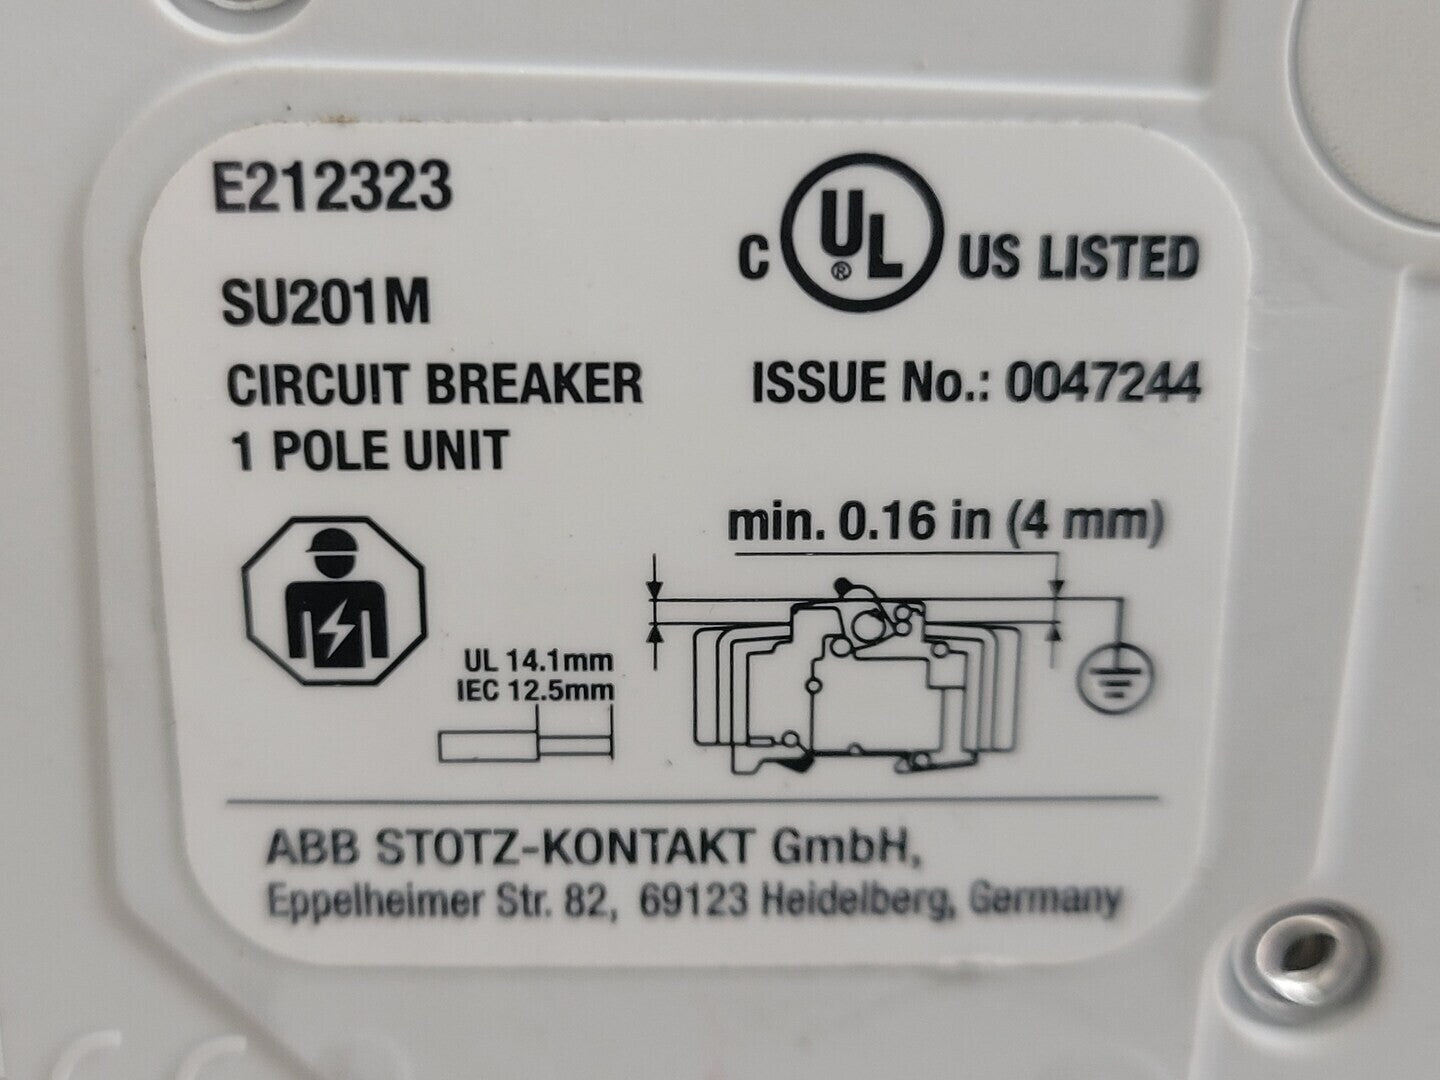 E212323
C UL® US LISTED
SU201M
CIRCUIT BREAKER
ISSUE No.: 0047244
1 POLE UNIT
min. 0.16 in (4 mm)
UL 14.1mm
IEC 12.5mm
ABB STOTZ-KONTAKT GmbH,
Eppelheimer Str. 82, 69123 Heidelberg, Germany